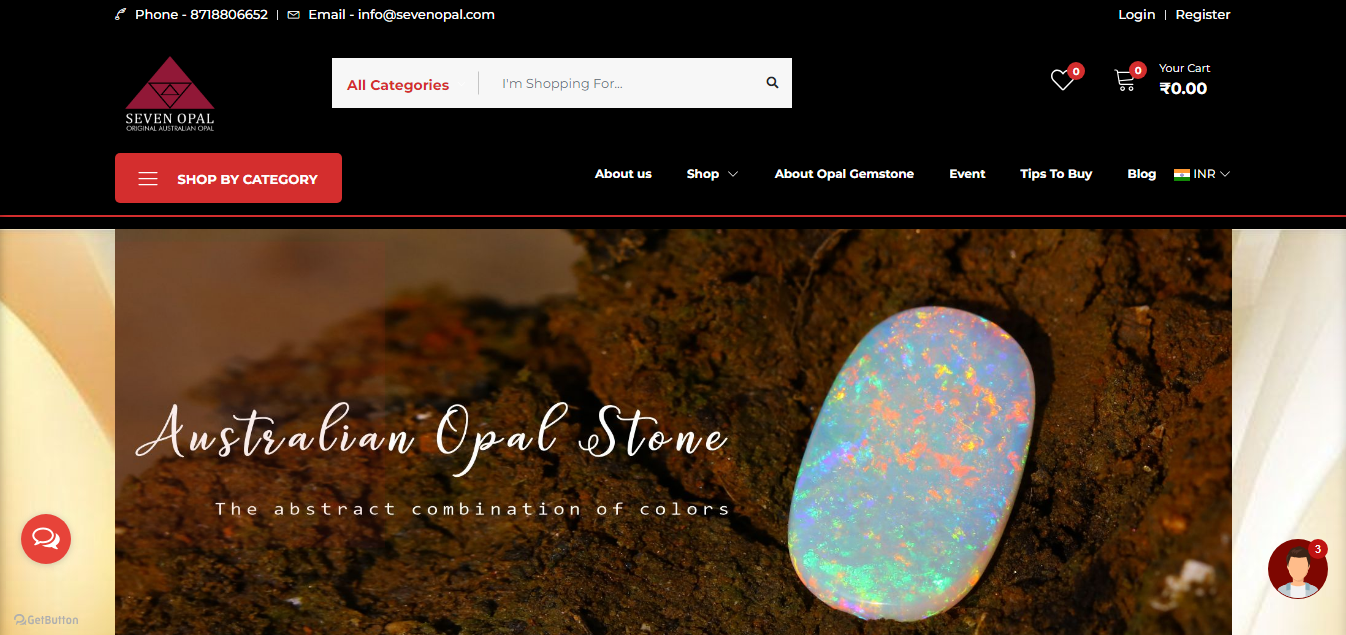 Phone - 8718806652 | Email - info@sevenopal.com
Login | Register
SEVEN OPAL
ORIGINAL AUSTRALIAN OPAL
All Categories
I'm Shopping For...
0
0
Your Cart
₹0.00
SHOP BY CATEGORY
About us
Shop
About Opal Gemstone
Event
Tips To Buy
Blog
INR
Australian Opal Stone
The abstract combination of colors
3
GetButton